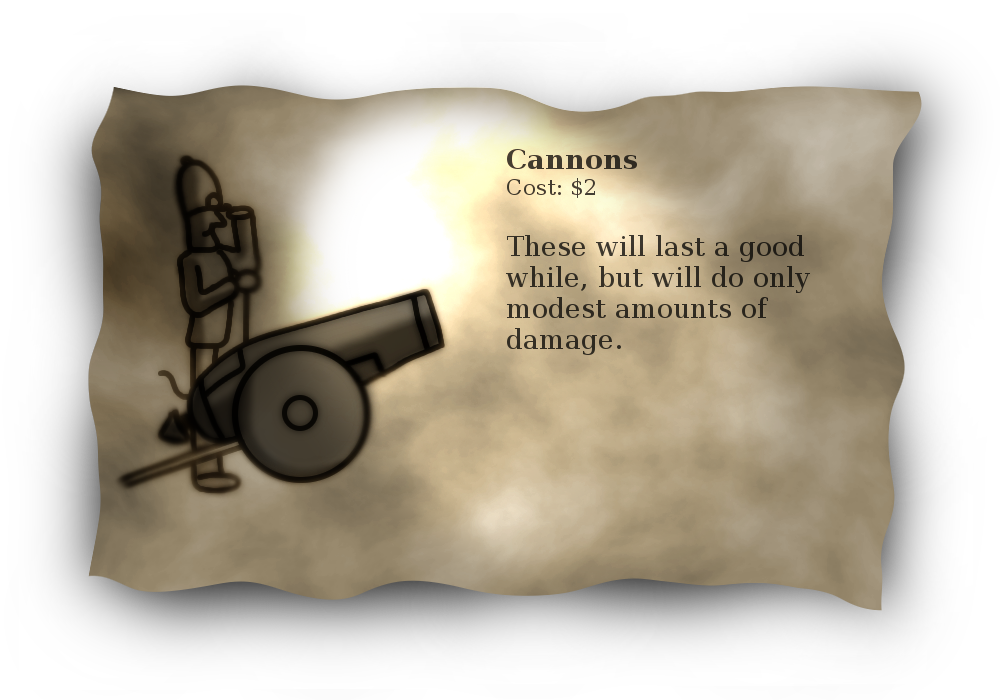 Cannons
Cost: $2
These will last a good
while, but will do only
modest amounts of
damage.